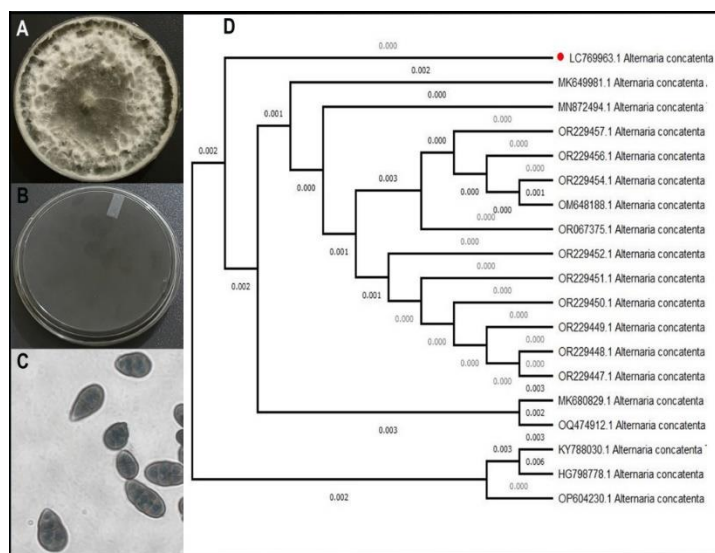 A
B
C
D
0.000
LC769963.1 Alternaria concatenta
0.002
MK649981.1 Alternaria concatenta
0.001
0.000
MN872494.1 Alternaria concatenta
0.002
0.000
OR229457.1 Alternaria concatenta
0.000
0.000
OR229456.1 Alternaria concatenta
0.000
0.003
0.000
0.000
OR229454.1 Alternaria concatenta
0.001
0.000
OM648188.1 Alternaria concatenta
0.000
OR067375.1 Alternaria concatenta
0.001
0.000
OR229452.1 Alternaria concatenta
0.002
0.000
OR229451.1 Alternaria concatenta
0.001
0.000
OR229450.1 Alternaria concatenta
0.000
0.000
OR229449.1 Alternaria concatenta
0.000
0.000
OR229448.1 Alternaria concatenta
0.000
0.000
OR229447.1 Alternaria concatenta
0.003
MK680829.1 Alternaria concatenta
0.002
OQ474912.1 Alternaria concatenta
0.003
0.003
KY788030.1 Alternaria concatenta
0.003
0.006
HG798778.1 Alternaria concatenta
0.002
0.000
OP604230.1 Alternaria concatenta